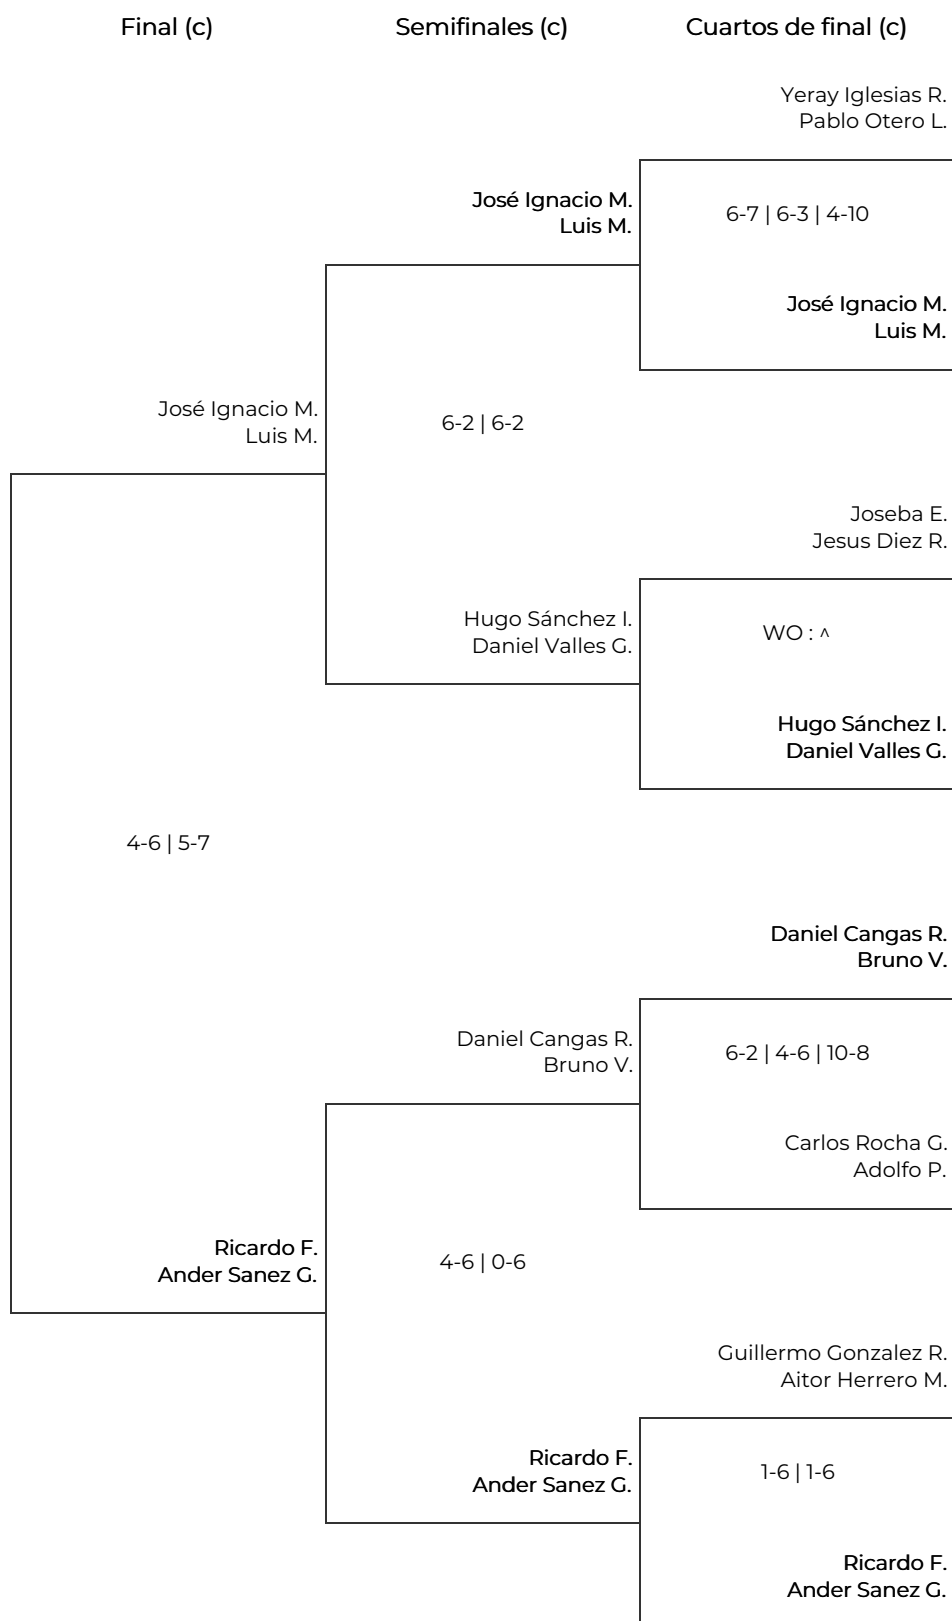 Final (c)
Semifinales (c)
Cuartos de final (c)
Yeray Iglesias R.
Pablo Otero L.
José Ignacio M.
Luis M.
6-7 | 6-3 | 4-10
José Ignacio M.
Luis M.
José Ignacio M.
Luis M.
6-2 | 6-2
Joseba E.
Jesus Diez R.
Hugo Sánchez I.
Daniel Valles G.
WO : ^
Hugo Sánchez I.
Daniel Valles G.
4-6 | 5-7
Daniel Cangas R.
Bruno V.
Daniel Cangas R.
Bruno V.
6-2 | 4-6 | 10-8
Carlos Rocha G.
Adolfo P.
Ricardo F.
Ander Sanez G.
4-6 | 0-6
Guillermo Gonzalez R.
Aitor Herrero M.
Ricardo F.
Ander Sanez G.
1-6 | 1-6
Ricardo F.
Ander Sanez G.